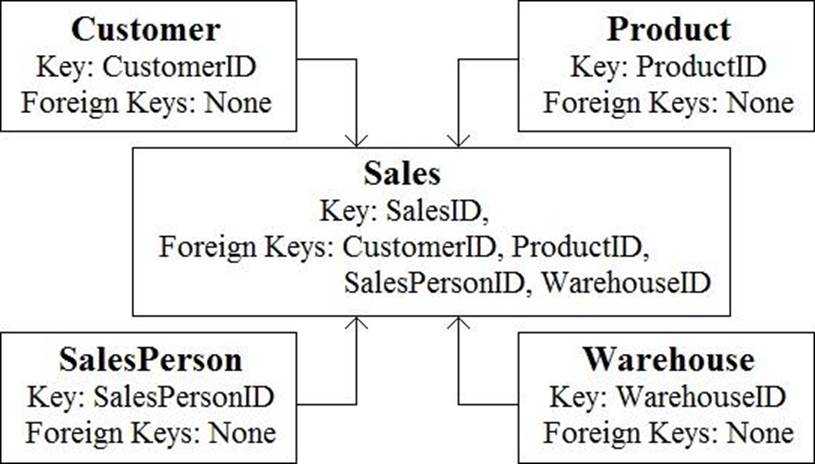 Customer
Key: CustomerID
Foreign Keys: None
Product
Key: ProductID
Foreign Keys: None
Sales
Key: SalesID,
Foreign Keys: CustomerID, ProductID,
SalesPersonID, WarehouseID
SalesPerson
Key: SalesPersonID
Foreign Keys: None
Warehouse
Key: WarehouseID
Foreign Keys: None